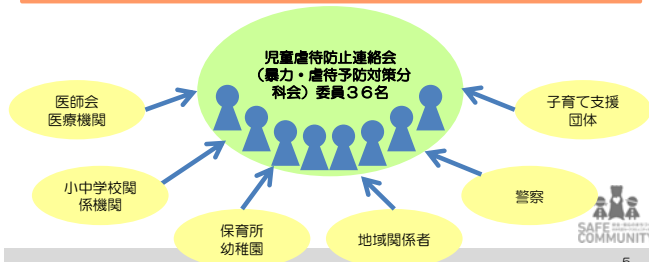 児童虐待防止連絡会
（暴力・虐待予防対策分
科会）委員３６名
医師会
医療機関
子育て支援
団体
小中学校関
係機関
警察
保育所
幼稚園
地域関係者
SAFE
COMMUNITY
5